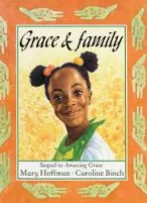 Grace & family
Sequel to Amazing Grace
Mary Hoffman • Caroline Binch